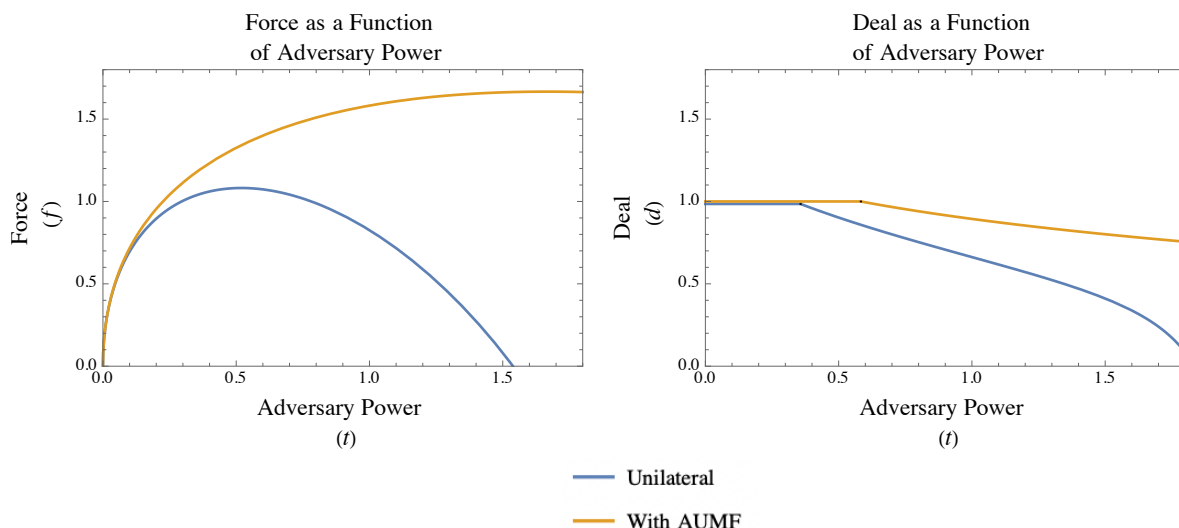 Force as a Function
of Adversary Power
Force
(f)
1.5
1.0
0.5
0.0
0.0 0.5 1.0 1.5
Adversary Power
(t)
Deal as a Function
of Adversary Power
Deal
(d)
1.5
1.0
0.5
0.0
0.0 0.5 1.0 1.5
Adversary Power
(t)
Unilateral
With AUMF